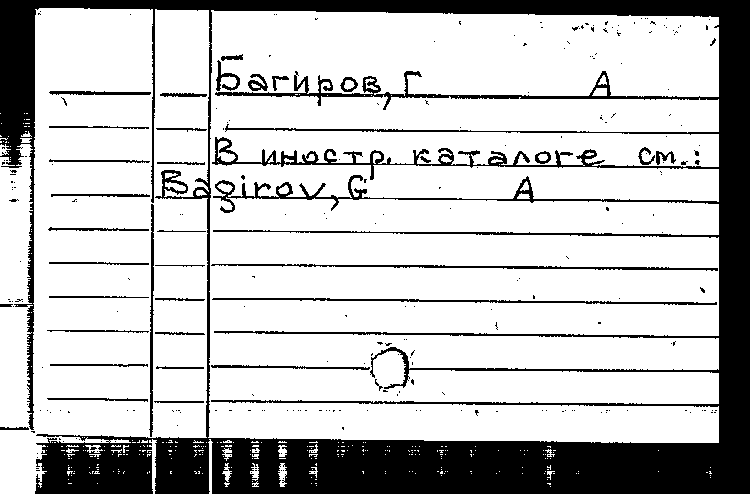 Багиров, Г А
В иностр. каталоге см.:
Bagirov, G A